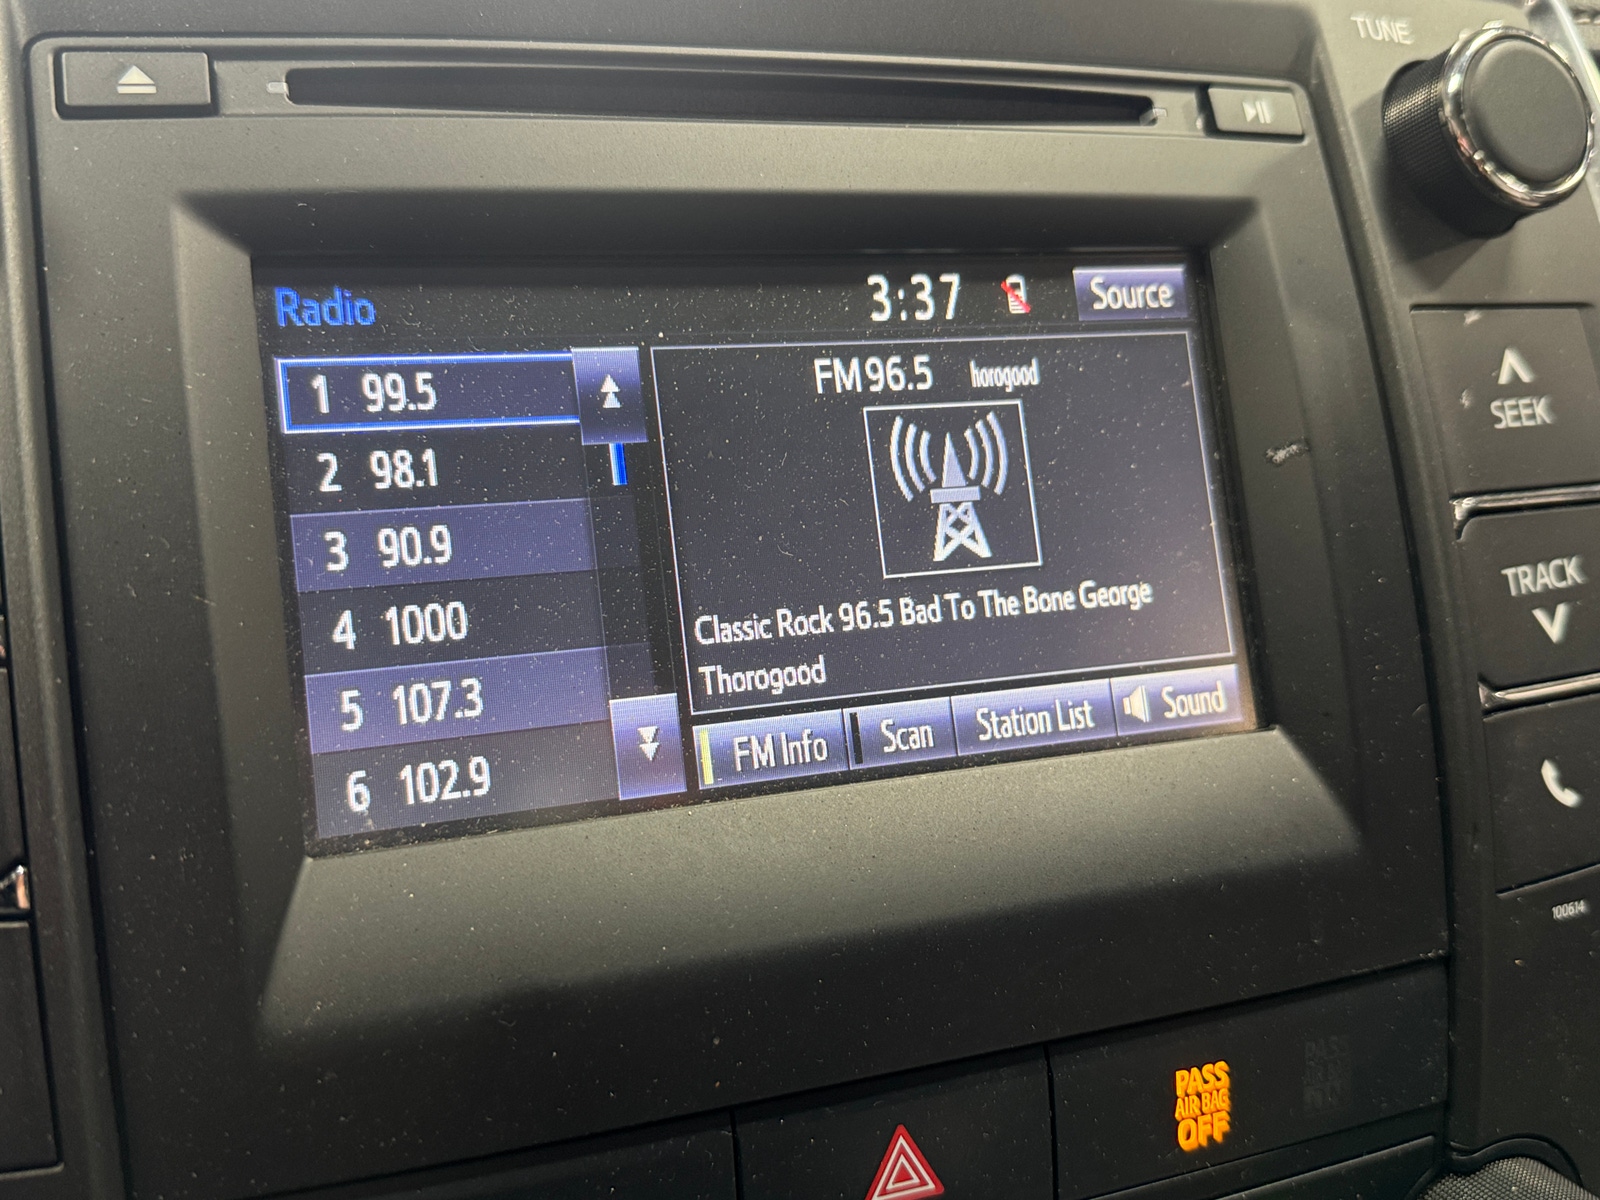 TUNE
Radio
3:37
Source
1 99.5
2 98.1
3 90.9
4 1000
5 107.3
6 102.9
FM 96.5 horogood
Classic Rock 96.5 Bad To The Bone George
Thorogood
FM Info
Scan
Station List
Sound
SEEK
TRACK
100614
PASS
AIR BAG
OFF